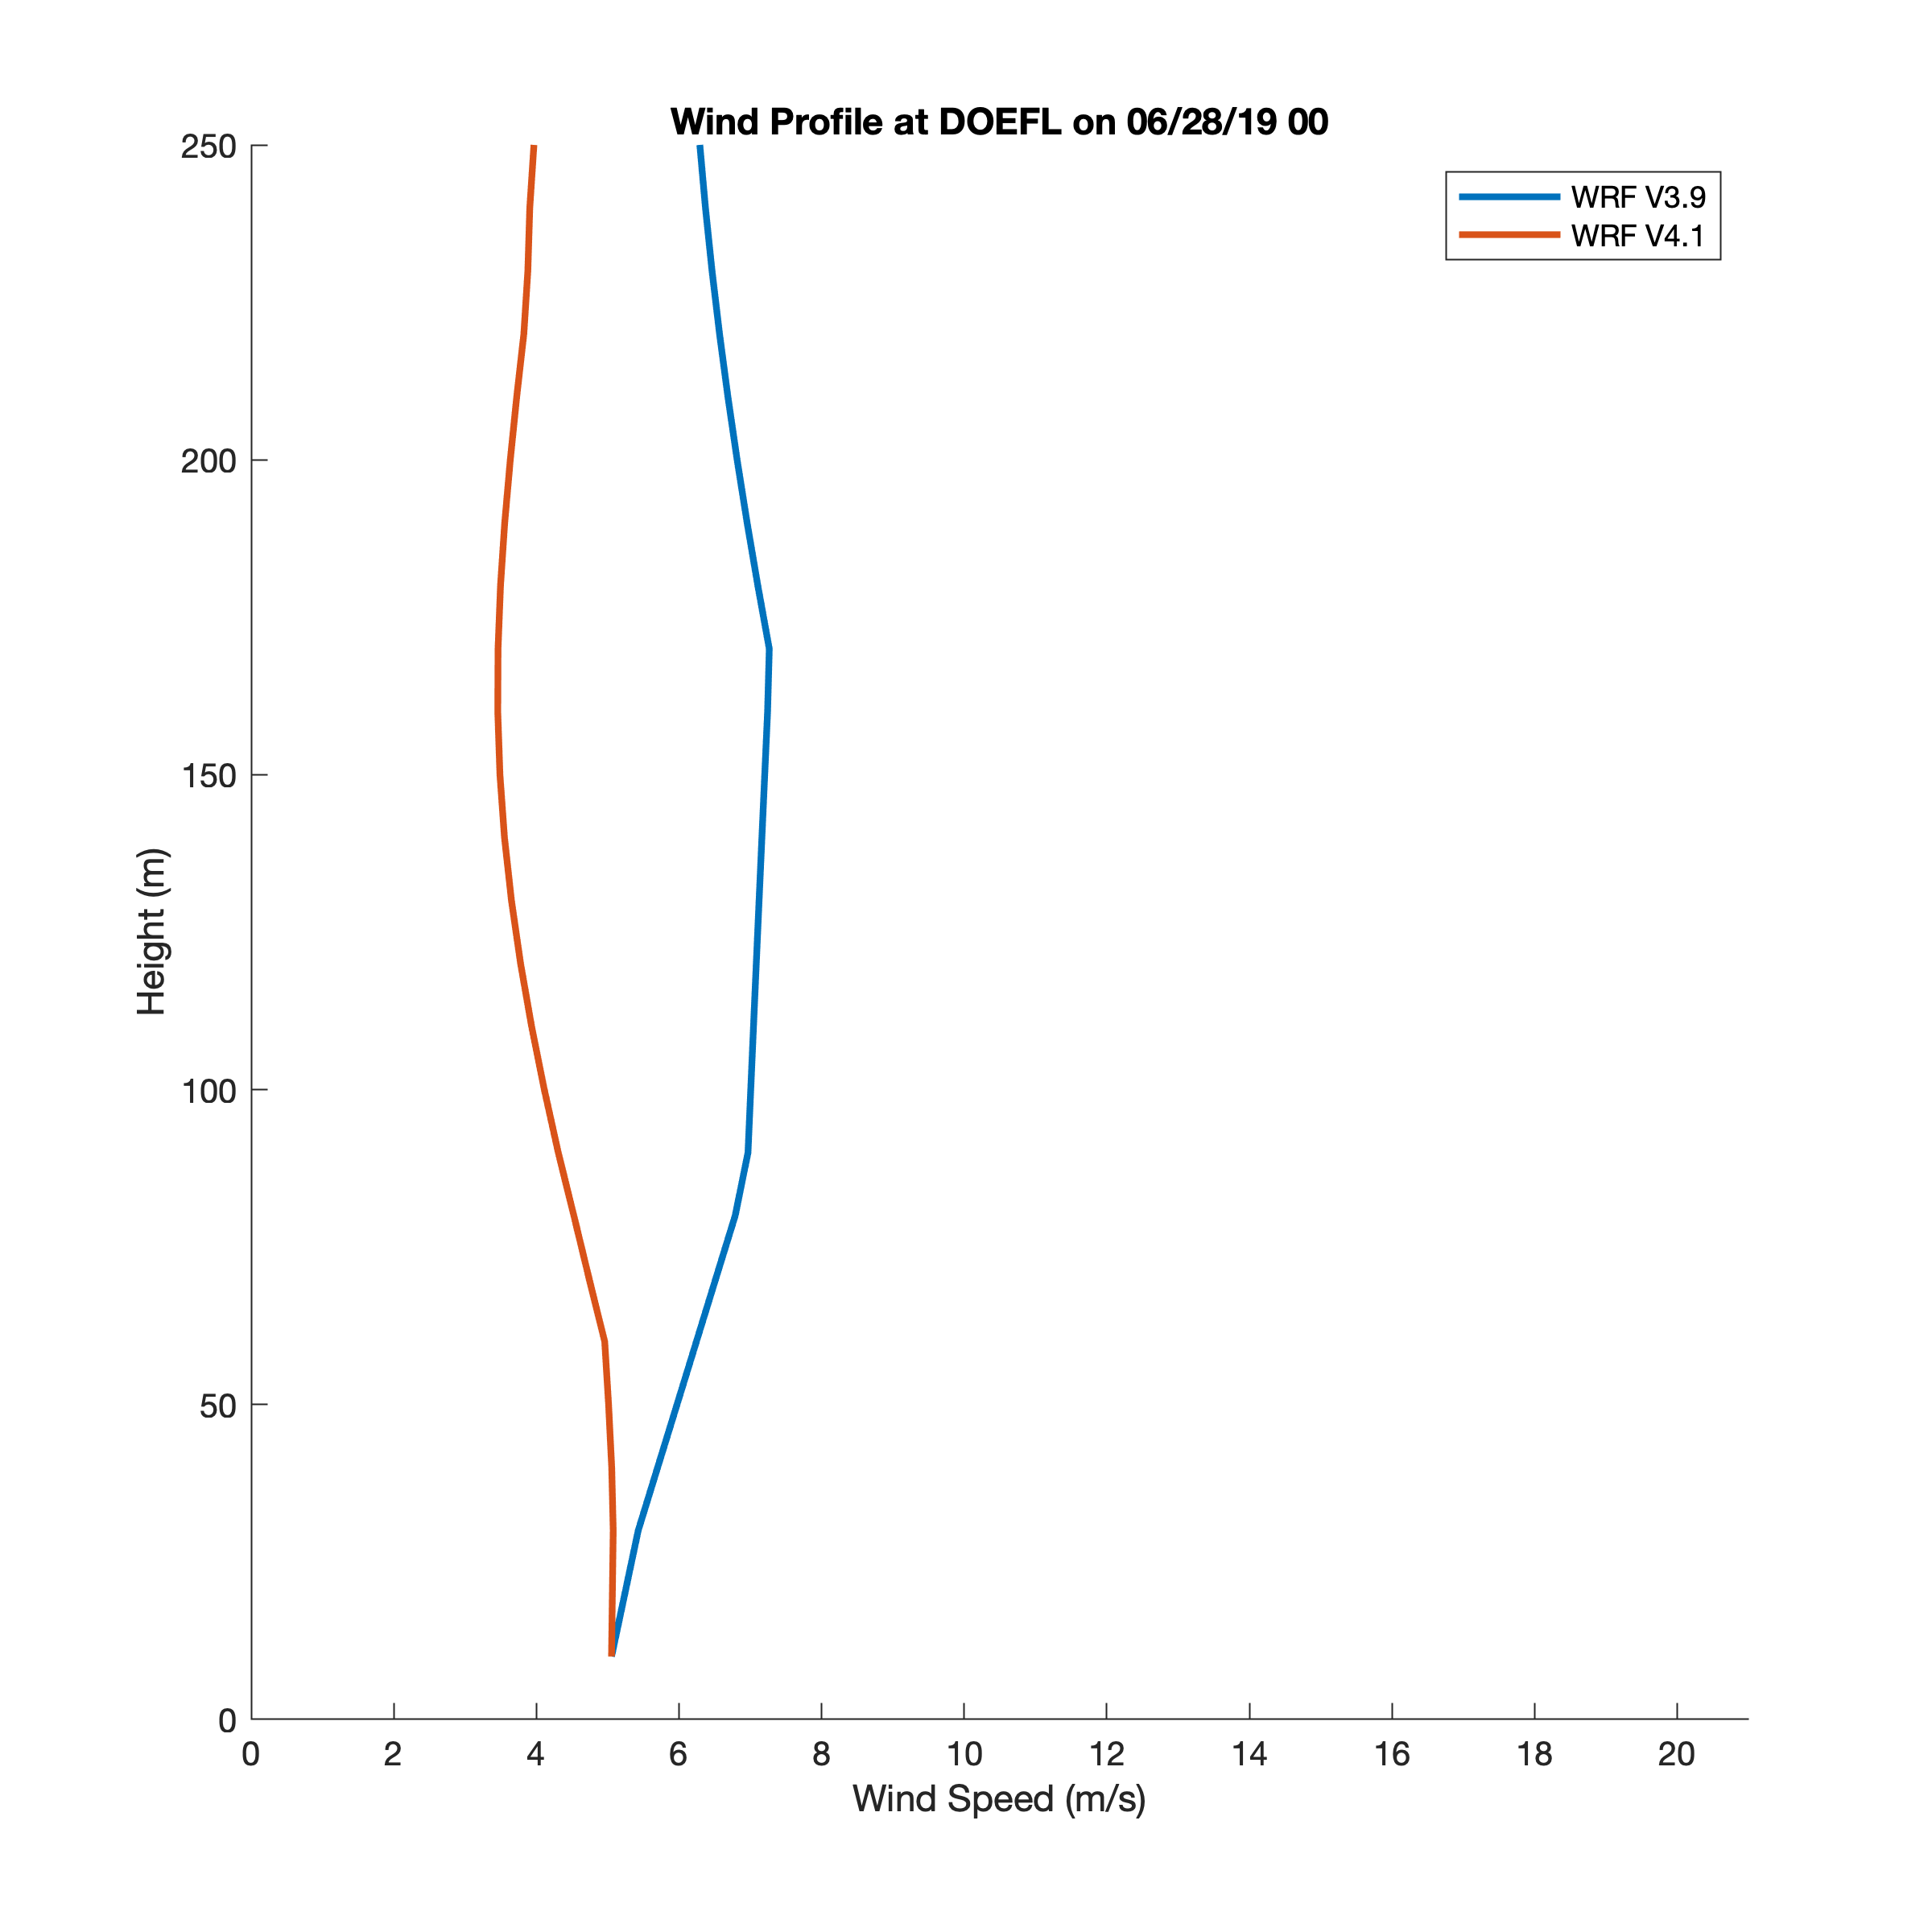 Wind Profile at DOEFL on 06/28/19 00
WRF V3.9
WRF V4.1
250
200
150
100
50
0
Height (m)
0 2 4 6 8 10 12 14 16 18 20
Wind Speed (m/s)